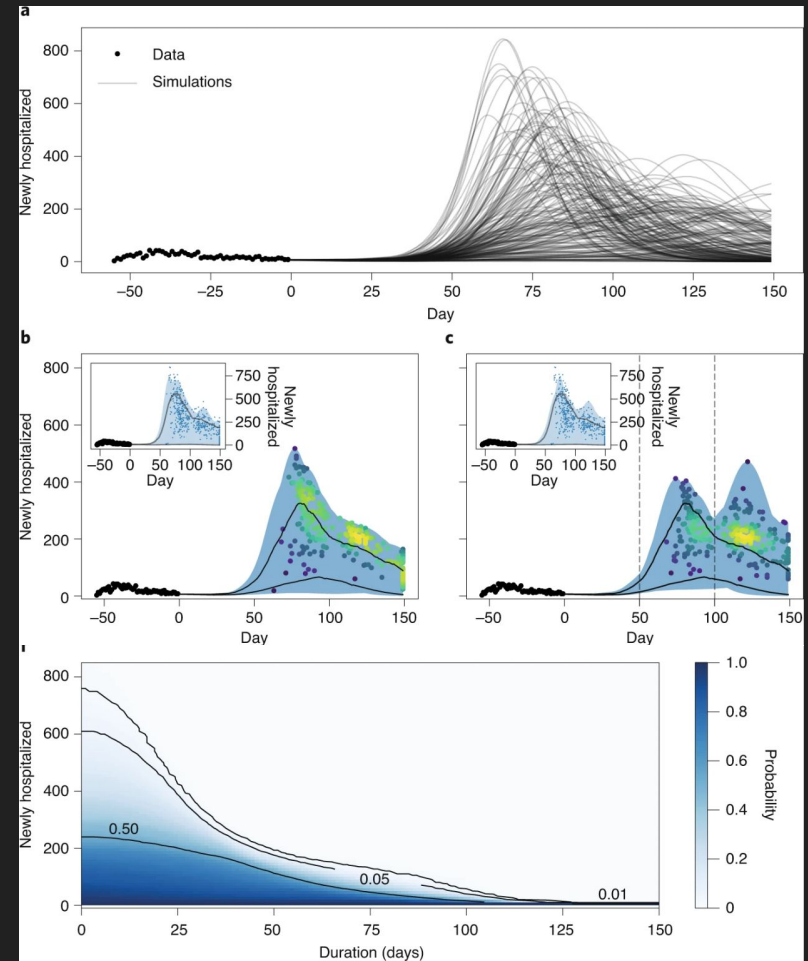 a
Data
Simulations
Newly hospitalized
800
600
400
200
0
−50 −25 0 25 50 75 100 125 150
Day
b
Newly hospitalized
800
600
400
200
0
750
500
250
0
Newly
hospitalized
−50 0 50 100 150
Day
−50 0 50 100 150
Day
c
750
500
250
0
Newly
hospitalized
−50 0 50 100 150
Day
−50 0 50 100 150
Day
Newly hospitalized
800
600
400
200
0
0.50
0.05
0.01
0 25 50 75 100 125 150
Duration (days)
1.0
0.8
0.6
0.4
0.2
0
Probability